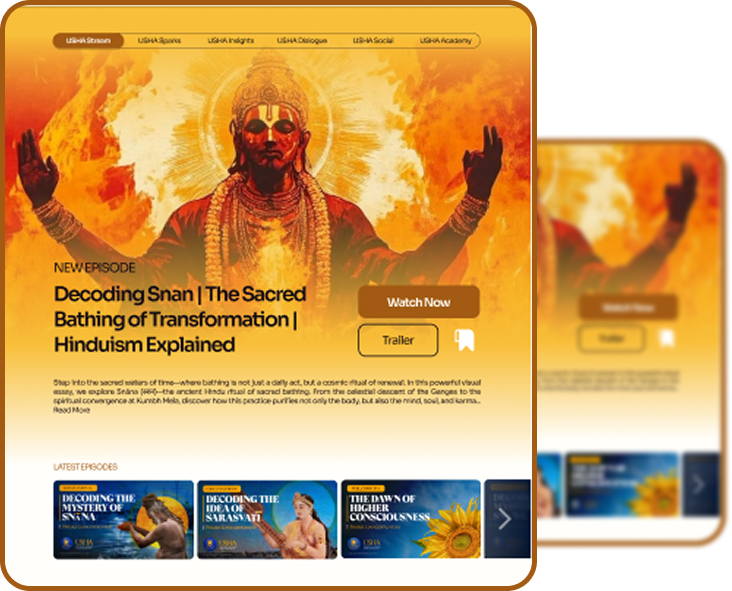 USHA Stream USHA Sparks USHA Insights USHA Dialogue USHA Social USHA Academy
NEW EPISODE
Decoding Snan | The Sacred
Bathing of Transformation |
Hinduism Explained
Watch Now
Trailer
Step into the sacred waters of time—where bathing is not just a daily act, but a cosmic ritual of renewal. In this powerful visual
essay, we explore Snāna —the ancient Hindu ritual of sacred bathing. From the celestial descent of the Ganges to the
spiritual convergence at Kumbh Mela, discover how this practice purifies not only the body, but also the mind, soul, and karma...
Read More
LATEST EPISODES
DECODING THE
MYSTERY OF
SNāNA
USHA
DECODING THE
IDEA OF
SARASVATI
USHA
THE DAWN OF
HIGHER
CONSCIOUSNESS
USHA
Watch Now
Trailer